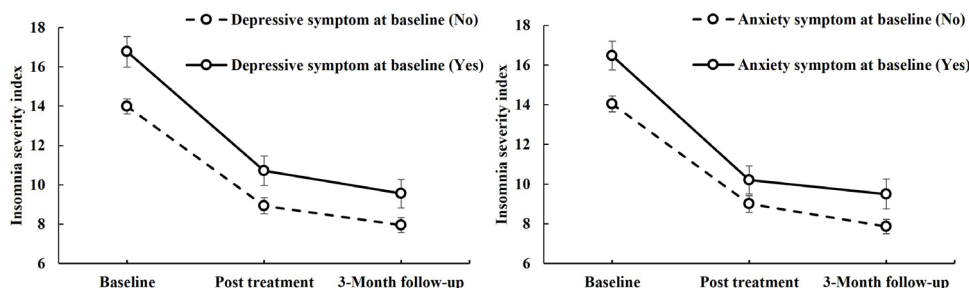 Insomnia severity index
18
16
14
12
10
8
6
Depressive symptom at baseline (No)
Depressive symptom at baseline (Yes)
Baseline
Post treatment
3-Month follow-up
Insomnia severity index
18
16
14
12
10
8
6
Anxiety symptom at baseline (No)
Anxiety symptom at baseline (Yes)
Baseline
Post treatment
3-Month follow-up